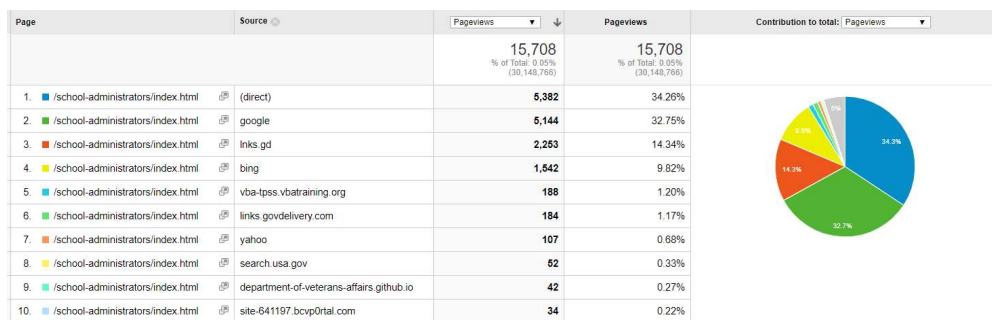 Page Source Pageviews Pageviews Contribution to total: Pageviews
15,708 15,708
% of Total: 0.05% % of Total: 0.05%
(30,148,766) (30,148,766)
1. /school-administrators/index.html (direct) 5,382 34.26%
2. /school-administrators/index.html google 5,144 32.75%
3. /school-administrators/index.html lnks.gd 2,253 14.34%
4. /school-administrators/index.html bing 1,542 9.82%
5. /school-administrators/index.html vba-tpss.vbatraining.org 188 1.20%
6. /school-administrators/index.html links.govdelivery.com 184 1.17%
7. /school-administrators/index.html yahoo 107 0.68%
8. /school-administrators/index.html search.usa.gov 52 0.33%
9. /school-administrators/index.html department-of-veterans-affairs.github.io 42 0.27%
10. /school-administrators/index.html site-641197.bcvp0rtal.com 34 0.22%
5%
9.8%
34.3%
14.3%
32.7%